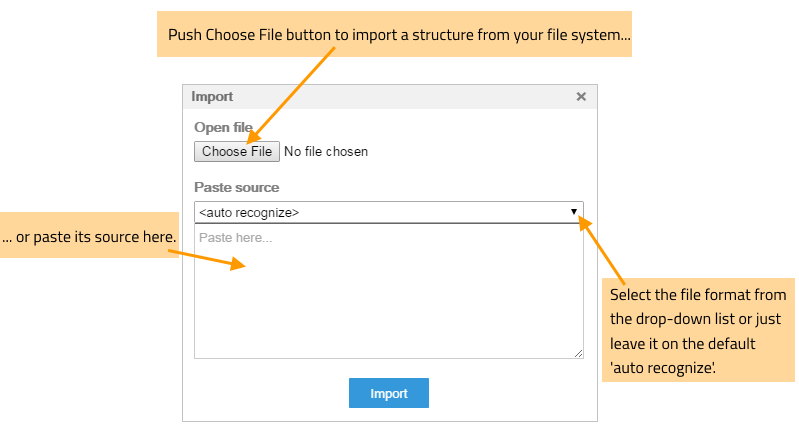 Push Choose File button to import a structure from your file system...
Import ×
Open file
Choose File No file chosen
Paste source
<auto recognize>
Paste here...
... or paste its source here.
Select the file format from
the drop-down list or just
leave it on the default
'auto recognize'.
Import